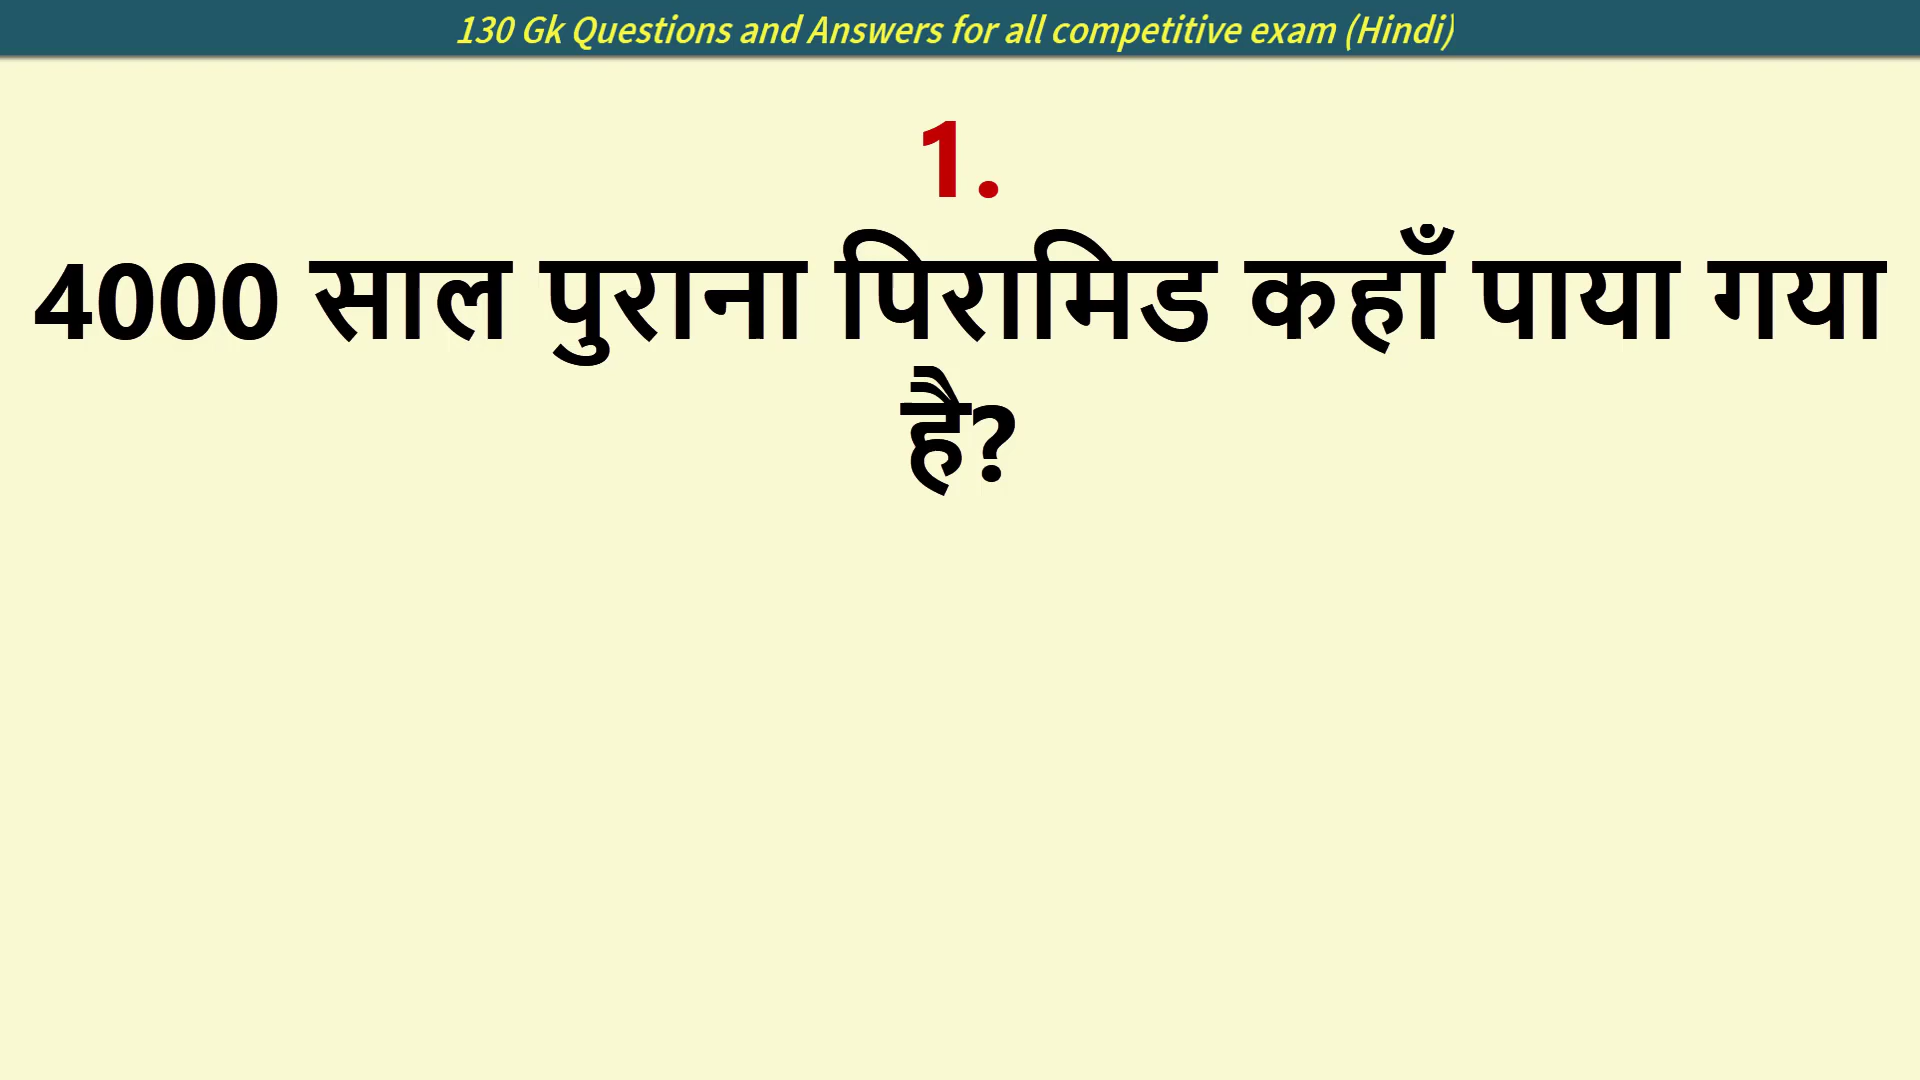 130 Gk Questions and Answers for all competitive exam (Hindi)
1.
4000 साल पुराना पिरामिड कहाँ पाया गया
है?